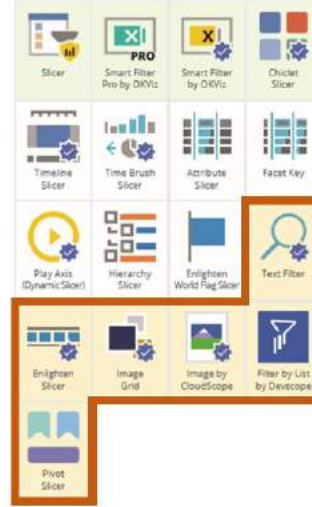 Slicer
PRO
Smart Filter
Pro by OKViz
Smart Filter
by OKViz
Chiclet
Slicer
Timeline
Slicer
Time Brush
Slicer
Attribute
Slicer
Facet Key
Play Axis
(Dynamic Slicer)
Hierarchy
Slicer
Enlighten
World Flag Slicer
Text Filter
Enlighten
Slicer
Image
Grid
Image by
CloudScope
Filter by List
by Devscope
Pivot
Slicer